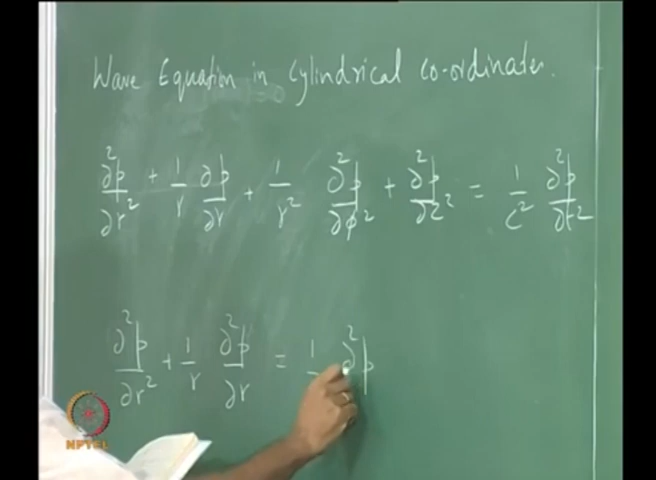 Wave Equation in Cylindrical Co-ordinates.
∂²p/∂r² + 1/r ∂p/∂r + 1/r² ∂²p/∂φ² + ∂²p/∂z² = 1/c² ∂²p/∂t²
∂²p/∂r² + 1/r ∂²p/∂r = 1/ ∂²p
NPTEL